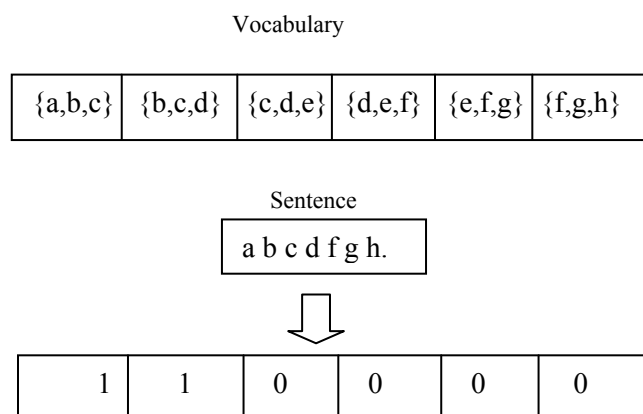 Vocabulary
{a,b,c} {b,c,d} {c,d,e} {d,e,f} {e,f,g} {f,g,h}
Sentence
a b c d f g h.
1 1 0 0 0 0